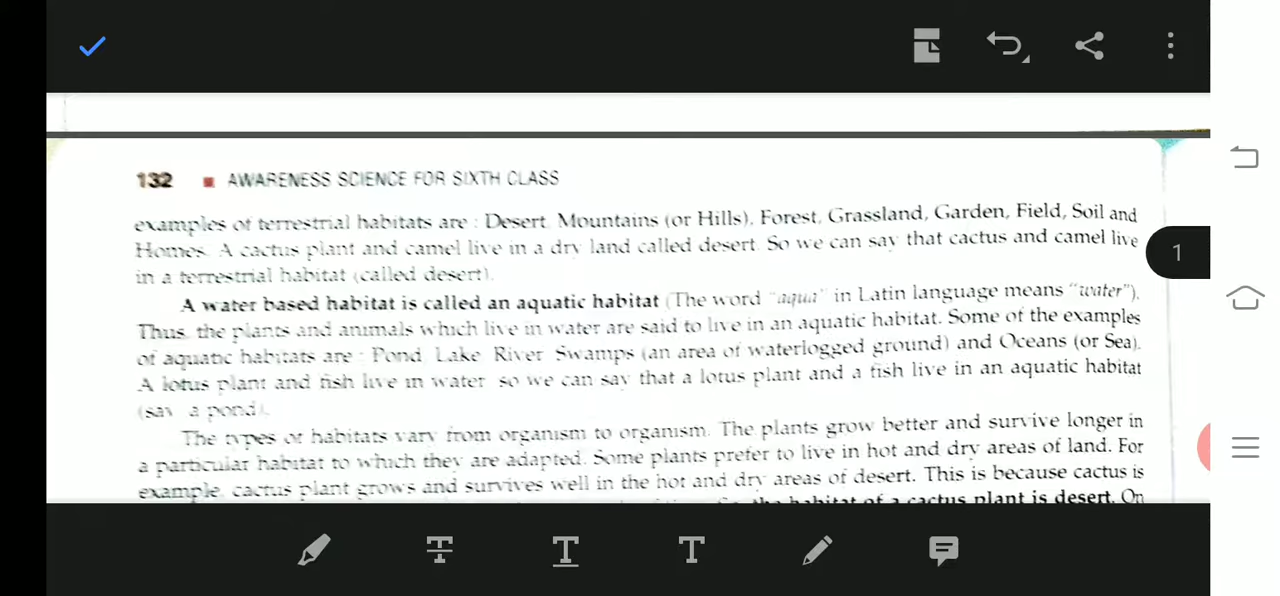 132 ■ AWARENESS SCIENCE FOR SIXTH CLASS
examples of terrestrial habitats are : Desert, Mountains (or Hills), Forest, Grassland, Garden, Field, Soil and
Homes. A cactus plant and camel live in a dry land called desert. So we can say that cactus and camel live
in a terrestrial habitat (called desert).
1
A water based habitat is called an aquatic habitat (The word "aqua" in Latin language means "water").
Thus, the plants and animals which live in water are said to live in an aquatic habitat. Some of the examples
of aquatic habitats are : Pond, Lake, River, Swamps (an area of waterlogged ground) and Oceans (or Sea).
A lotus plant and fish live in water, so we can say that a lotus plant and a fish live in an aquatic habitat
(say, a pond).
The types of habitats vary from organism to organism. The plants grow better and survive longer in
a particular habitat to which they are adapted. Some plants prefer to live in hot and dry areas of land. For
example, cactus plant grows and survives well in the hot and dry areas of desert. This is because cactus is
the habitat of a cactus plant is desert. On